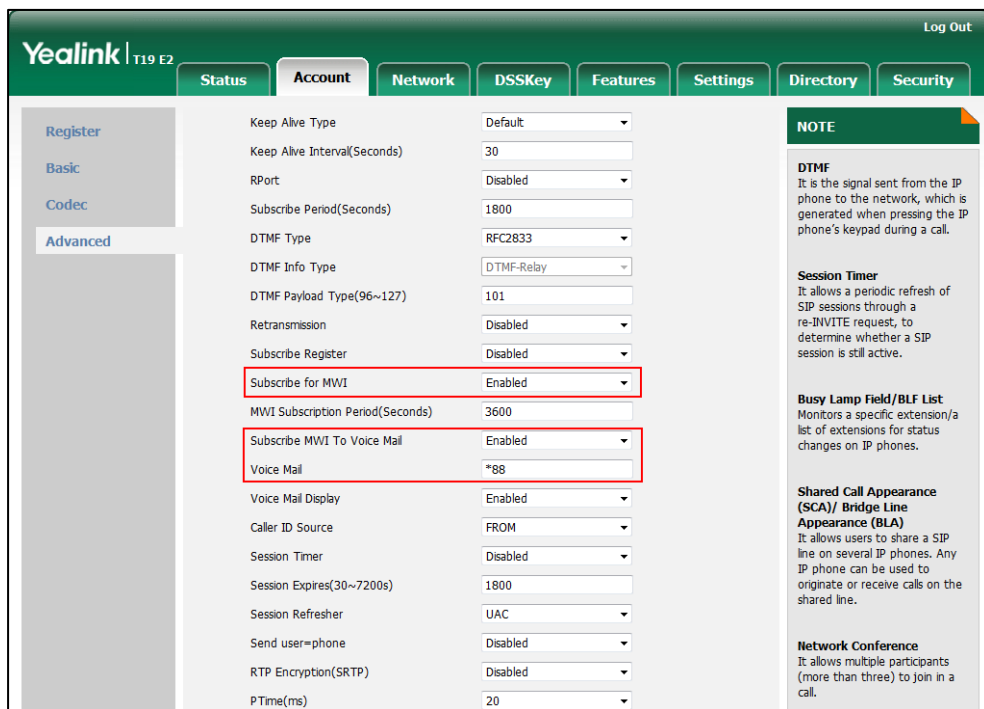 Log Out
Yealink T19 E2
Status Account Network DSSKey Features Settings Directory Security
Register
Basic
Codec
Advanced
Keep Alive Type Default
Keep Alive Interval(Seconds) 30
RPort Disabled
Subscribe Period(Seconds) 1800
DTMF Type RFC2833
DTMF Info Type DTMF-Relay
DTMF Payload Type(96~127) 101
Retransmission Disabled
Subscribe Register Disabled
Subscribe for MWI Enabled
MWI Subscription Period(Seconds) 3600
Subscribe MWI To Voice Mail Enabled
Voice Mail *88
Voice Mail Display Enabled
Caller ID Source FROM
Session Timer Disabled
Session Expires(30~7200s) 1800
Session Refresher UAC
Send user=phone Disabled
RTP Encryption(SRTP) Disabled
PTime(ms) 20
NOTE
DTMF
It is the signal sent from the IP
phone to the network, which is
generated when pressing the IP
phone's keypad during a call.
Session Timer
It allows a periodic refresh of
SIP sessions through a
re-INVITE request, to
determine whether a SIP
session is still active.
Busy Lamp Field/BLF List
Monitors a specific extension/a
list of extensions for status
changes on IP phones.
Shared Call Appearance
(SCA)/ Bridge Line
Appearance (BLA)
It allows users to share a SIP
line on several IP phones. Any
IP phone can be used to
originate or receive calls on the
shared line.
Network Conference
It allows multiple participants
(more than three) to join in a
call.